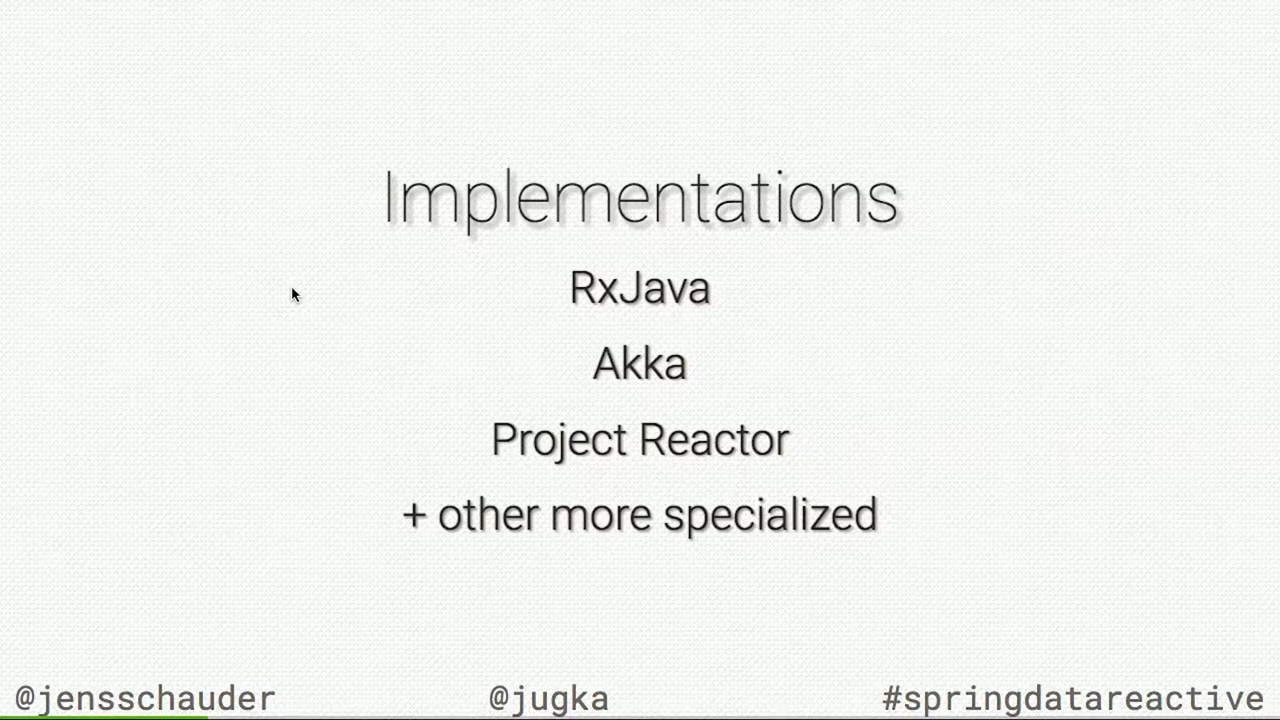 Implementations
RxJava
Akka
Project Reactor
+ other more specialized
@jensschauder @jugka #springdatareactive